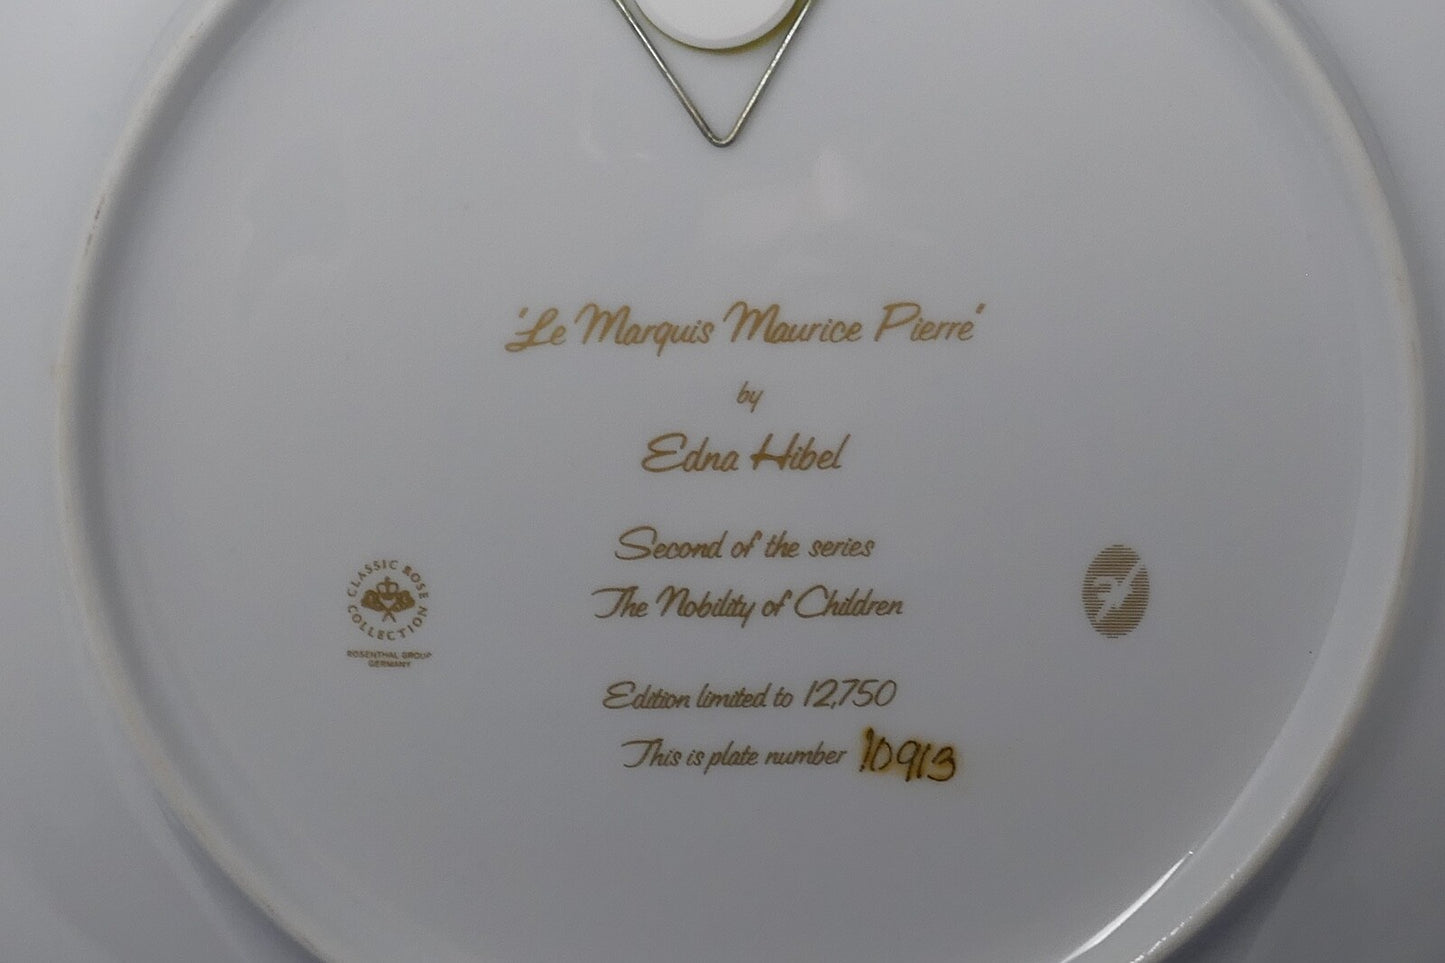 'Le Marquis Maurice Pierre'
by
Edna Hibel
Second of the series
The Nobility of Children
Edition limited to 12,750
This is plate number 10913
CLASSIC ROSE
COLLECTION
ROSENTHAL GROUP
GERMANY